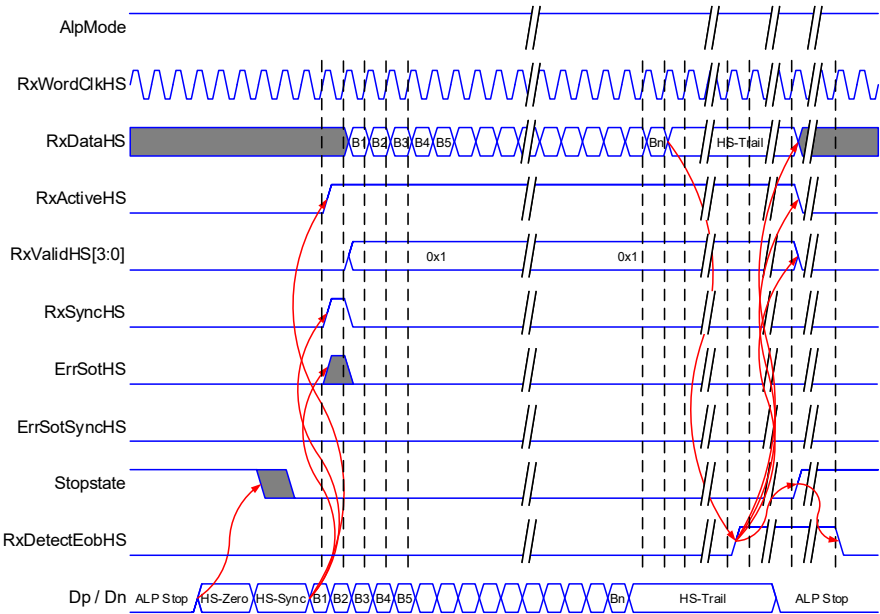 AlpMode
RxWordClkHS
RxDataHS B1 B2 B3 B4 B5 Bn HS-Trail
RxActiveHS
RxValidHS[3:0] 0x1 0x1
RxSyncHS
ErrSotHS
ErrSotSyncHS
Stopstate
RxDetectEobHS
Dp / Dn ALP Stop HS-Zero HS-Sync B1 B2 B3 B4 B5 Bn HS-Trail ALP Stop